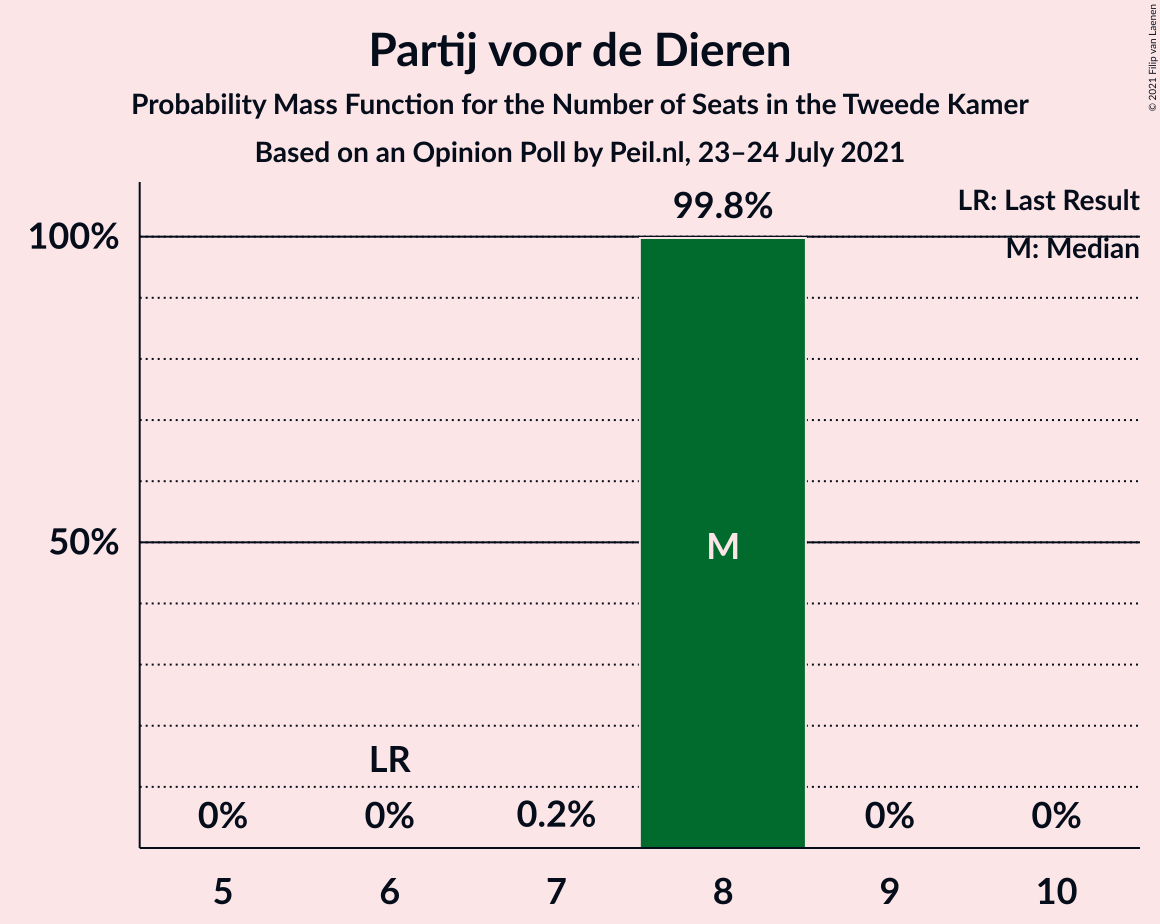 Partij voor de Dieren
Probability Mass Function for the Number of Seats in the Tweede Kamer
Based on an Opinion Poll by Peil.nl, 23–24 July 2021
© 2021 Filip van Laenen
99.8%
LR: Last Result
100%
M: Median
50%
M
LR
0%
0%
0.2%
0%
0%
5
6
7
8
9
10